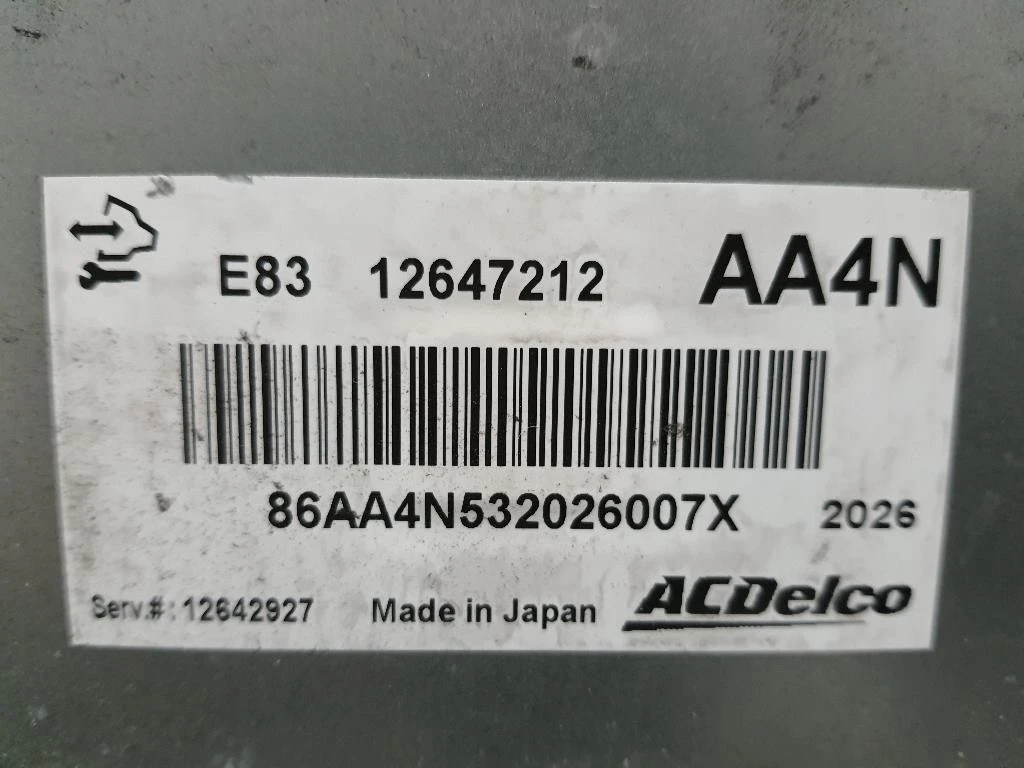 E83 12647212 AA4N
86AA4N532026007X 2026
Serv.#: 12642927 Made in Japan ACDelco